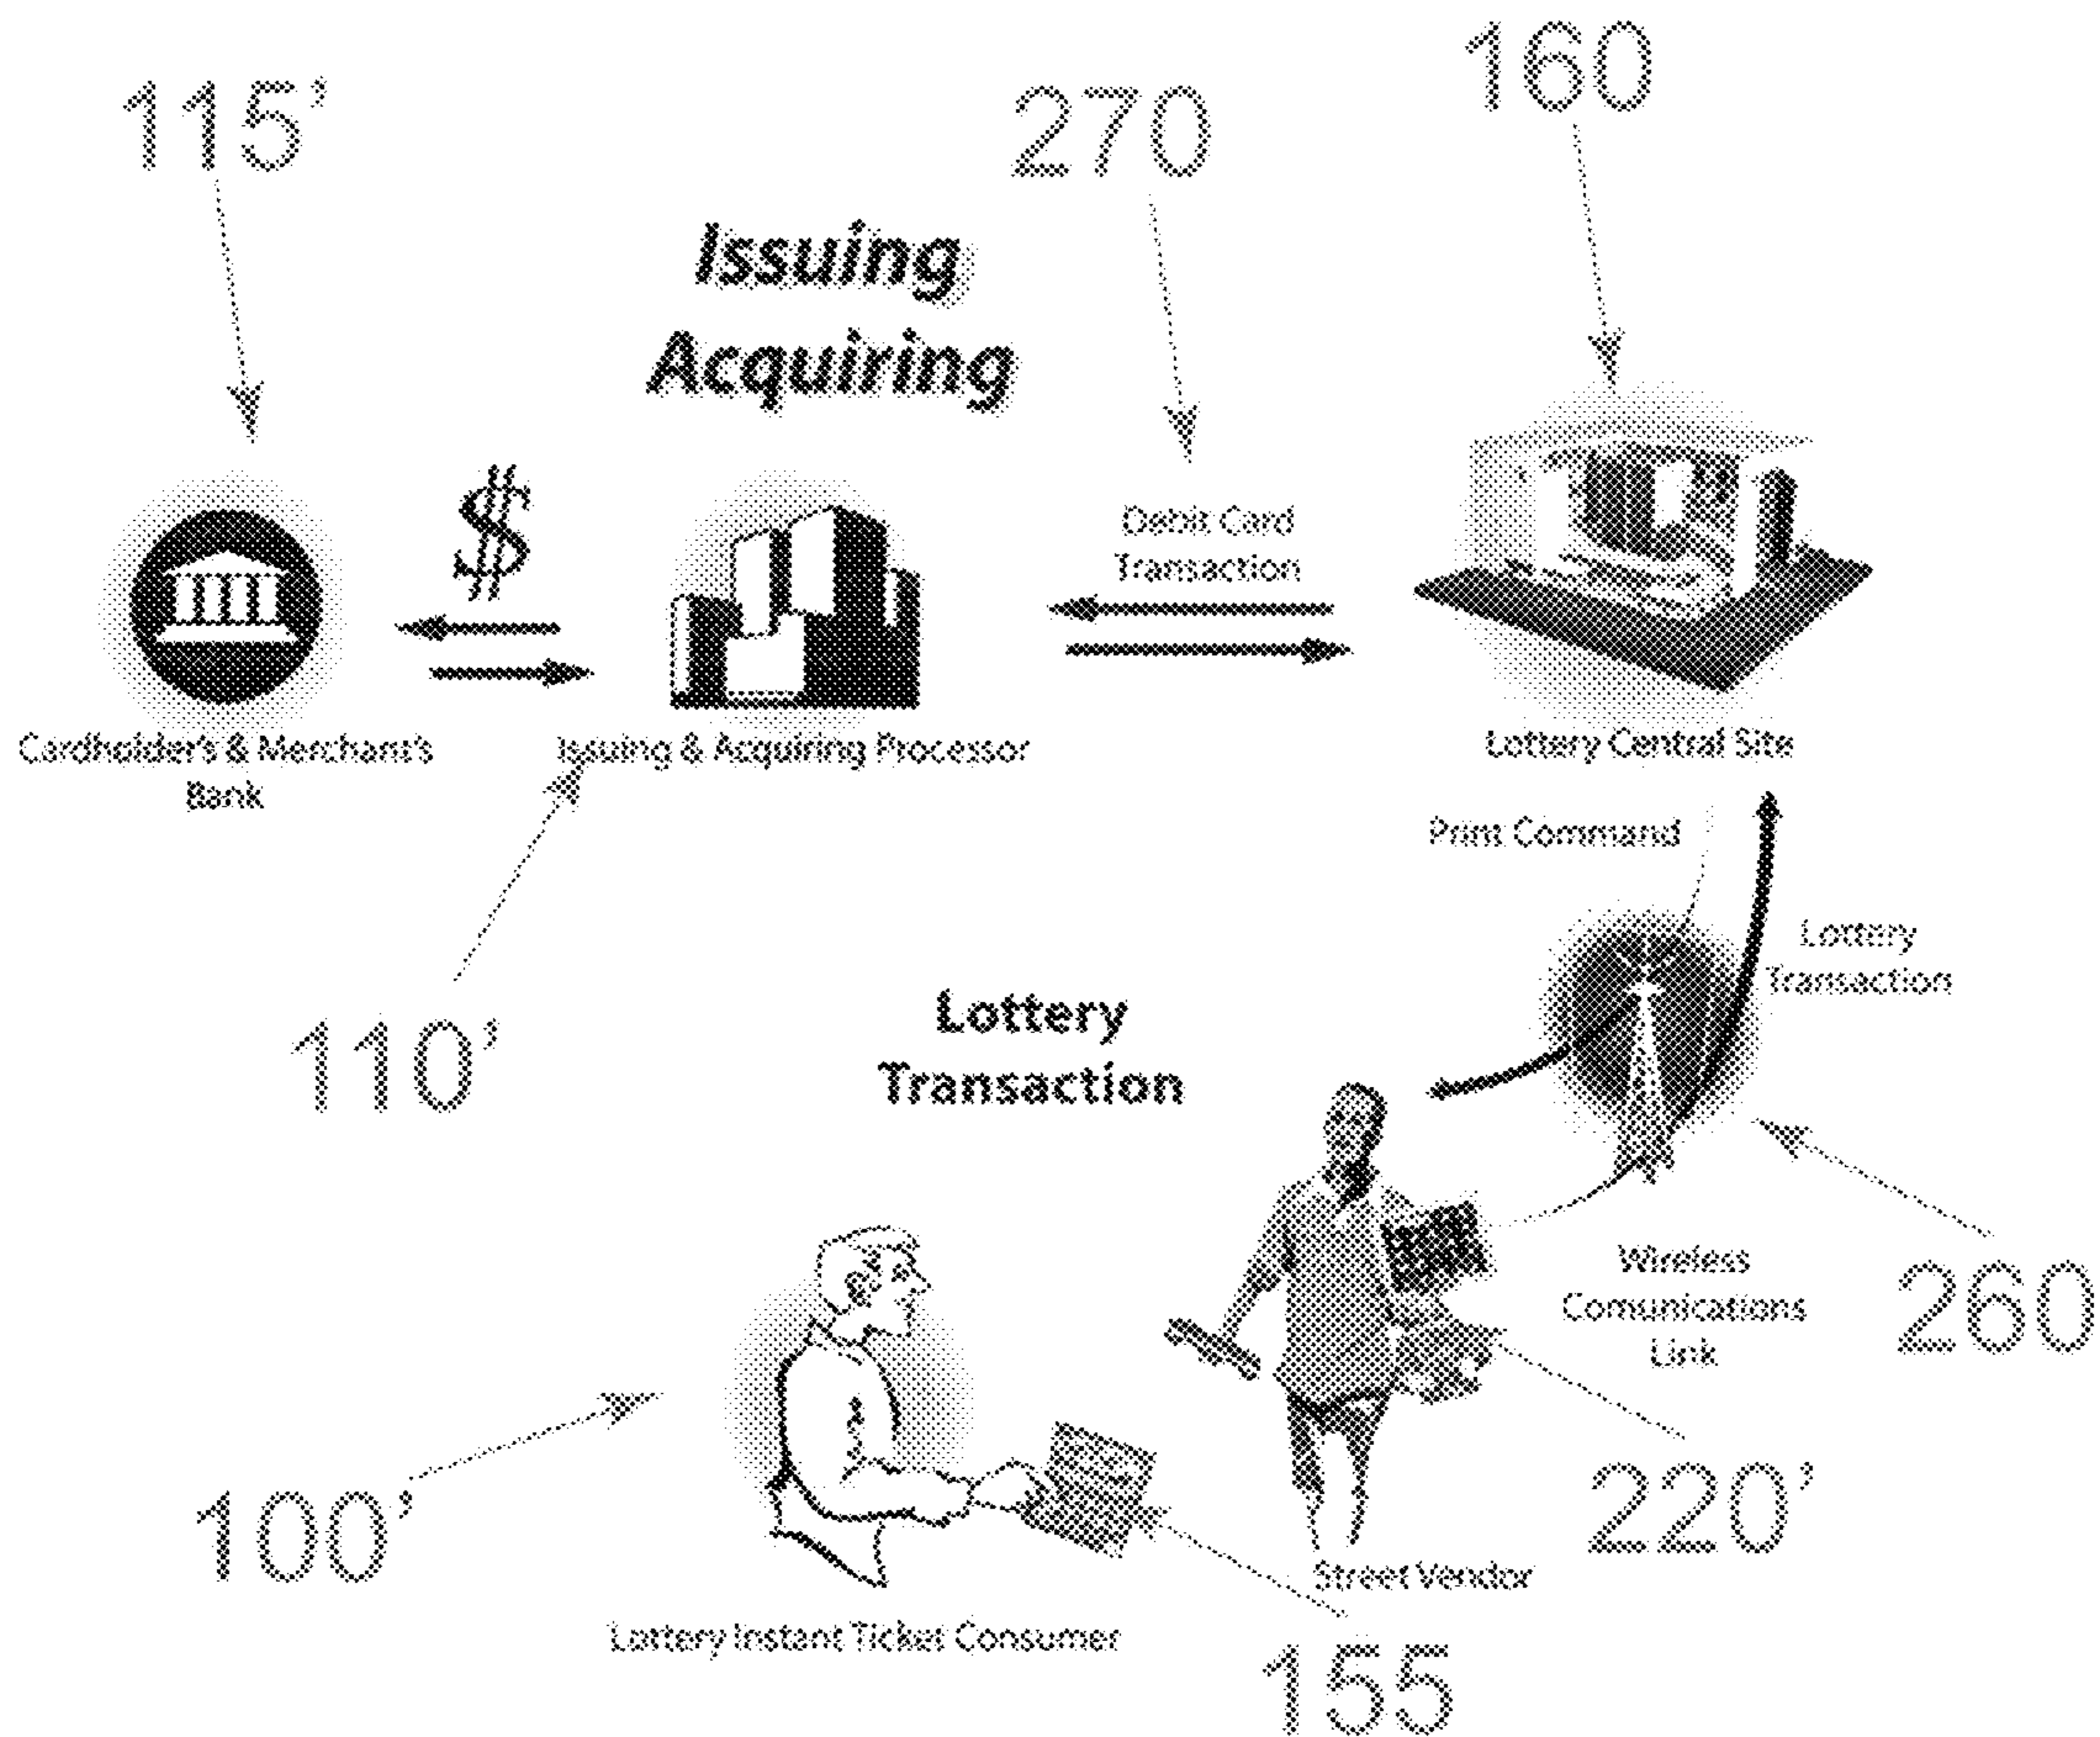 115’
270
160
Issuing
Acquiring
$
Debit Card
Transaction
Cardholder's & Merchant's
Bank
Issuing & Acquiring Processor
Lottery Central Site
Print Command
Lottery
Transaction
110’
Lottery
Transaction
Wireless
Comunications
Link
260
100’
220’
Street Vendor
Lottery Instant Ticket Consumer
155